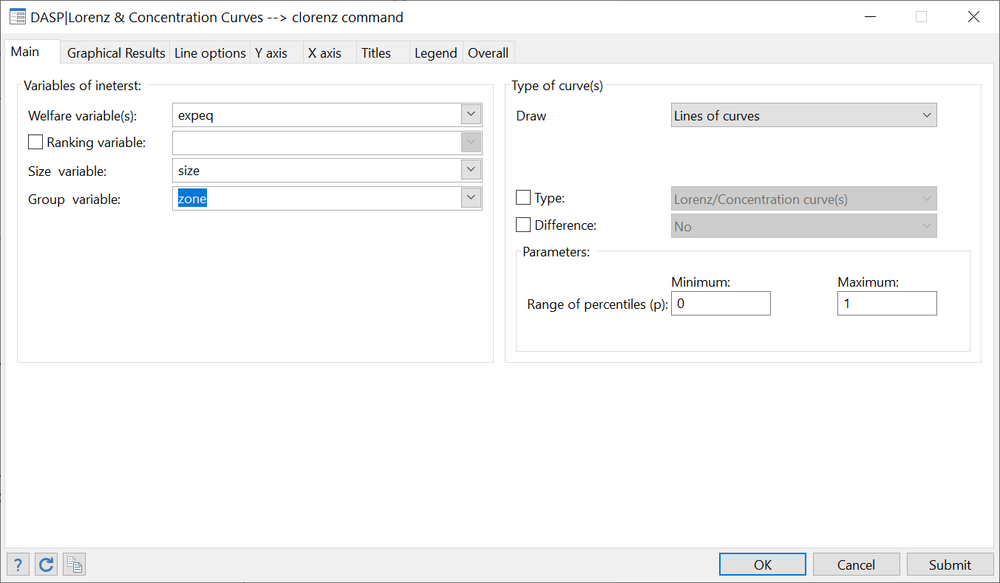 DASP|Lorenz & Concentration Curves --> clorenz command
Main Graphical Results Line options Y axis X axis Titles Legend Overall
Variables of ineterst:
Welfare variable(s): expeq
Ranking variable:
Size variable: size
Group variable: zone
Type of curve(s)
Draw Lines of curves
Type: Lorenz/Concentration curve(s)
Difference: No
Parameters:
Minimum: Maximum:
Range of percentiles (p): 0 1
? OK Cancel Submit